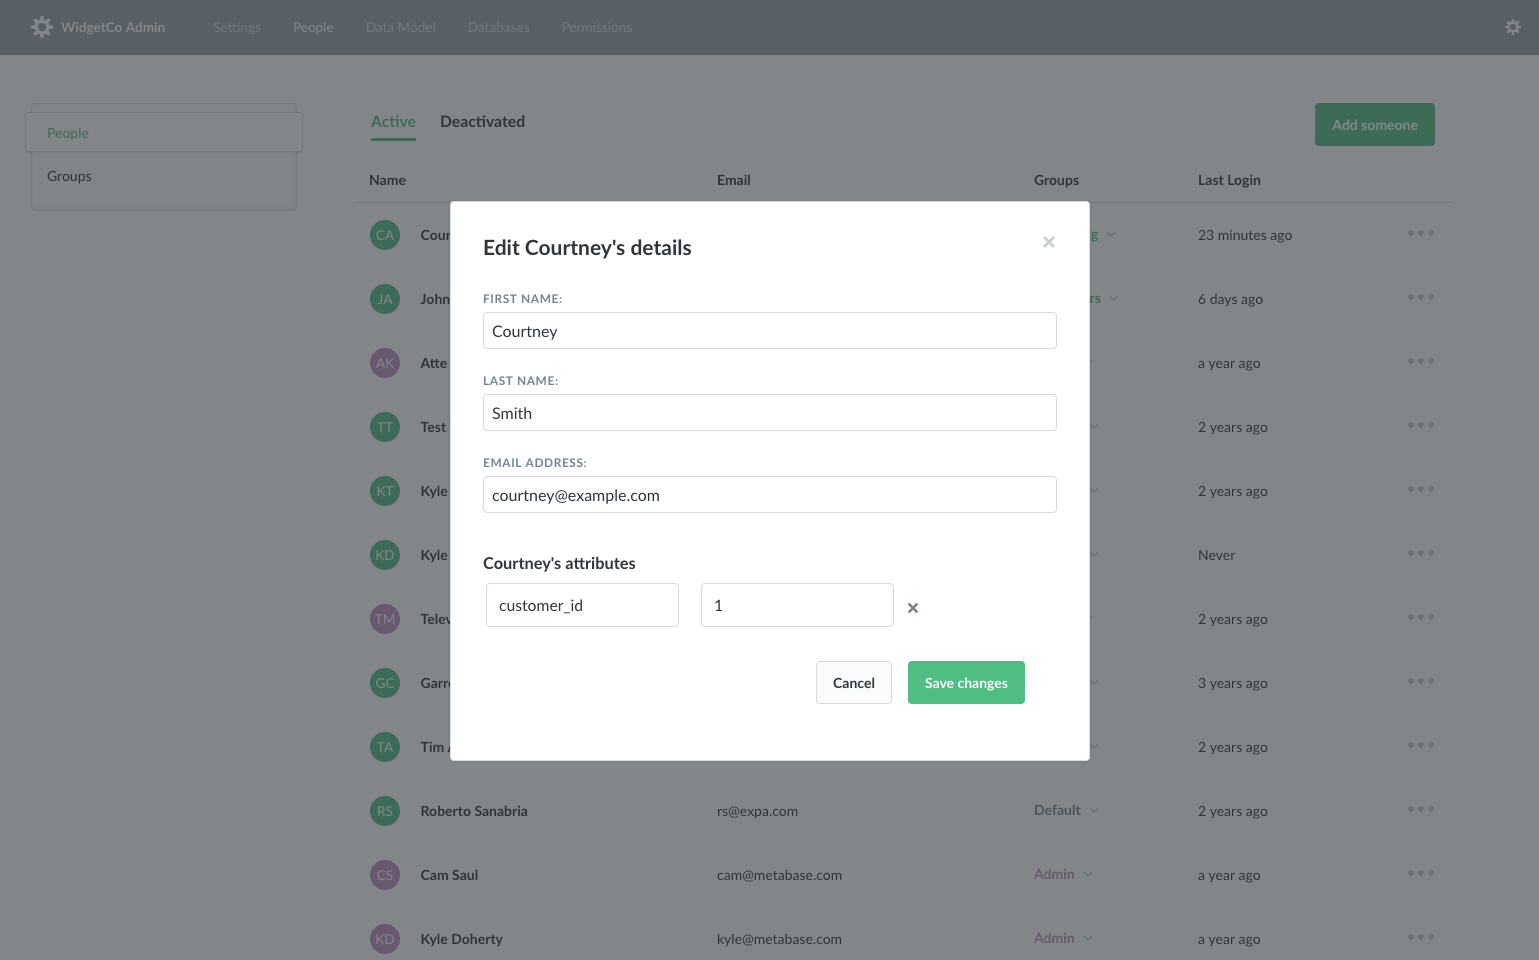 WidgetCo Admin Settings People Data Model Databases Permissions
People
Groups
Active Deactivated
Add someone
Name Email Groups Last Login
CA Cour g 23 minutes ago
JA John rs 6 days ago
AK Atte a year ago
TT Test 2 years ago
KT Kyle 2 years ago
KD Kyle Never
TM Telev 2 years ago
GC Garr 3 years ago
TA Tim 2 years ago
RS Roberto Sanabria rs@expa.com Default 2 years ago
CS Cam Saul cam@metabase.com Admin a year ago
KD Kyle Doherty kyle@metabase.com Admin a year ago
Edit Courtney's details
FIRST NAME:
Courtney
LAST NAME:
Smith
EMAIL ADDRESS:
courtney@example.com
Courtney's attributes
customer_id 1
Cancel Save changes